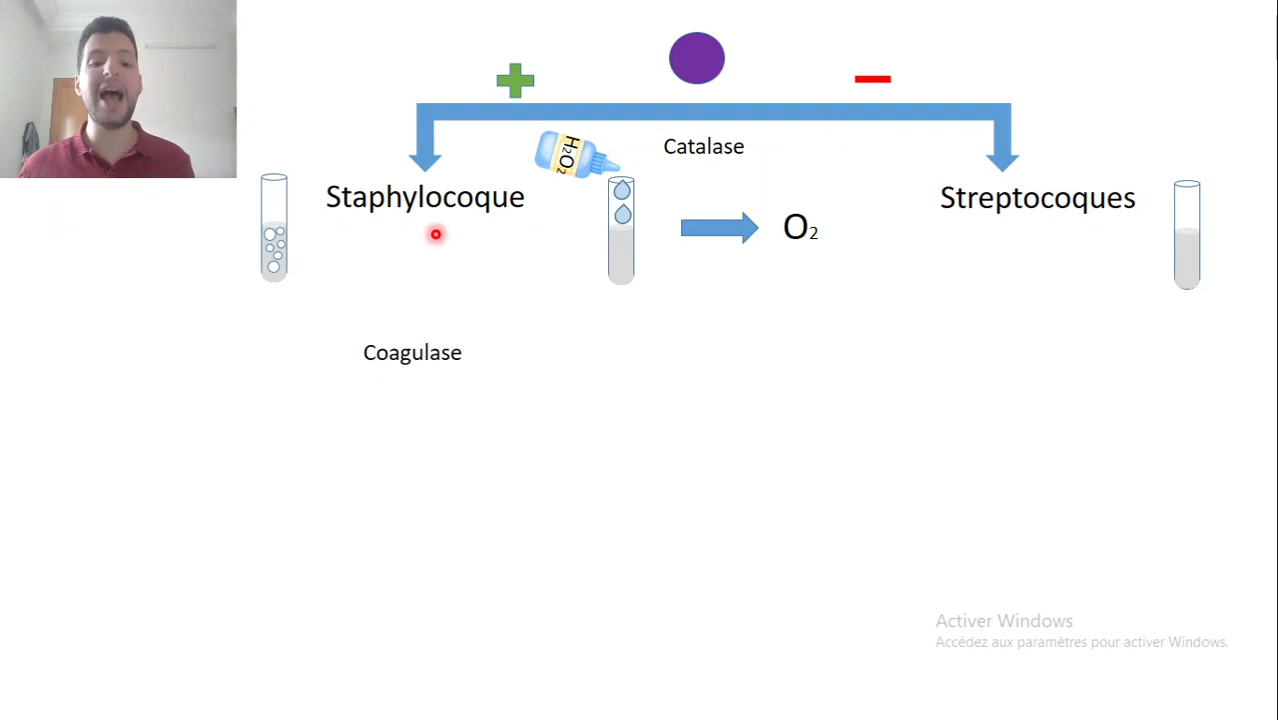 Catalase
H₂O₂
Staphylocoque
Streptocoques
O₂
Coagulase
Activer Windows
Accédez aux paramètres pour activer Windows.